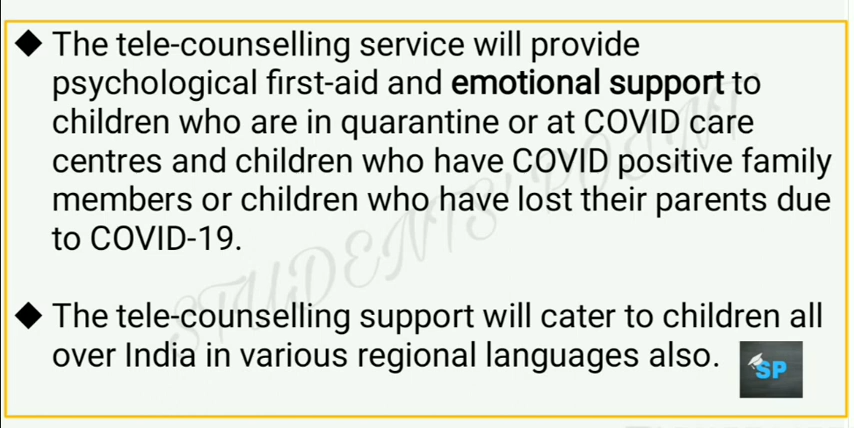 ◆ The tele-counselling service will provide
psychological first-aid and emotional support to
children who are in quarantine or at COVID care
centres and children who have COVID positive family
members or children who have lost their parents due
to COVID-19.
◆ The tele-counselling support will cater to children all
over India in various regional languages also.
SP
STUDENTS' POINT